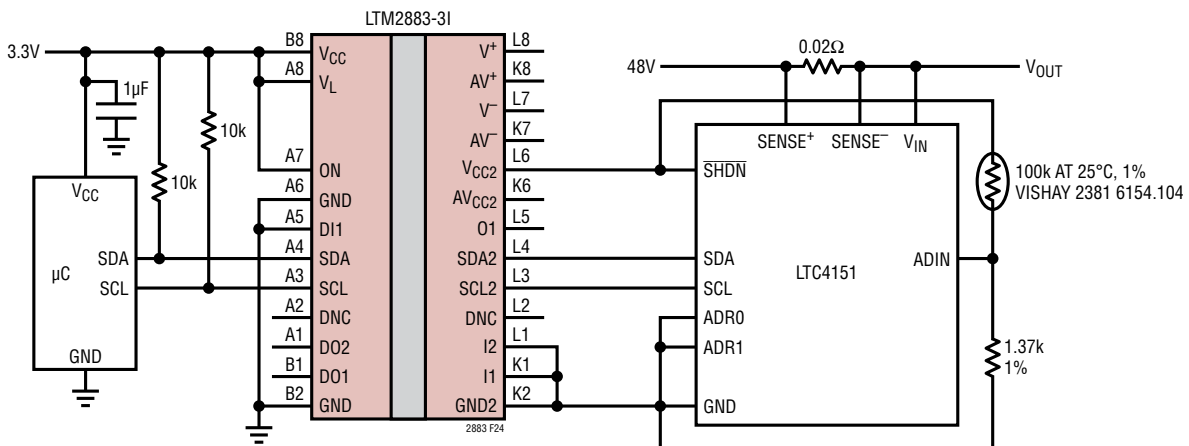 LTM2883-3I
3.3V
1µF
10k
10k
VCC
µC
SDA
SCL
GND
B8
A8
A7
A6
A5
A4
A3
A2
A1
B1
B2
VCC
VL
ON
GND
DI1
SDA
SCL
DNC
DO2
DO1
GND
V+
AV+
V–
AV–
VCC2
AVCC2
O1
SDA2
SCL2
DNC
I2
I1
GND2
L8
K8
L7
K7
L6
K6
L5
L4
L3
L2
L1
K1
K2
2883 F24
48V
0.02Ω
VOUT
SENSE+
SENSE–
VIN
SHDN
SDA
SCL
ADR0
ADR1
GND
LTC4151
ADIN
100k AT 25°C, 1%
VISHAY 2381 6154.104
1.37k
1%